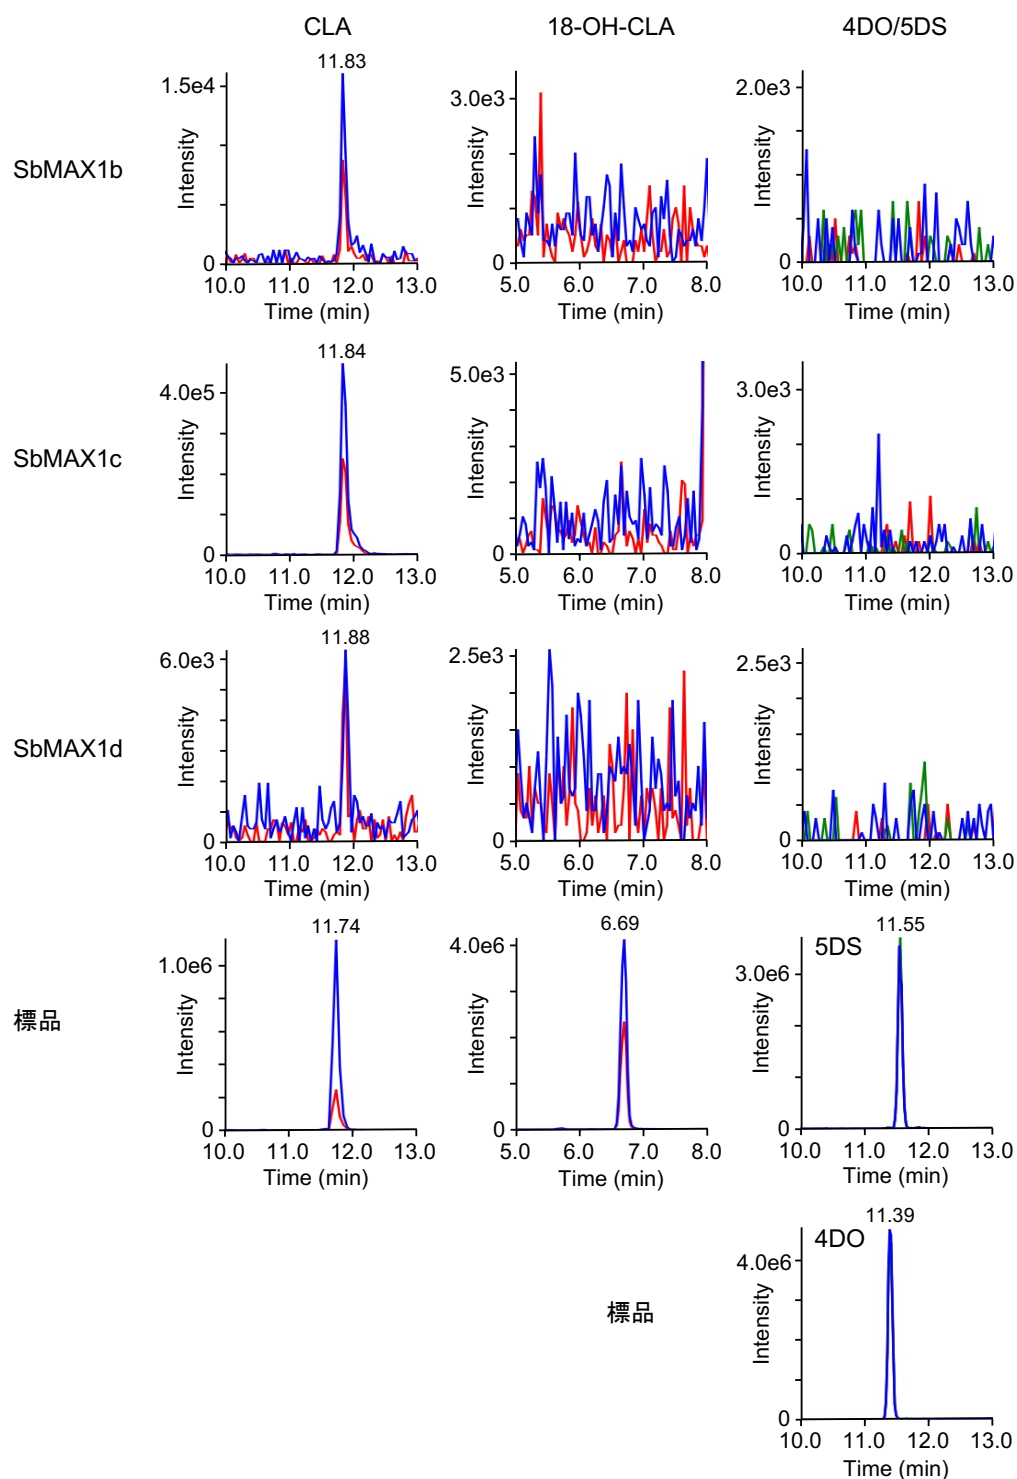 CLA 18-OH-CLA 4DO/5DS
SbMAX1b
11.83
1.5e4
0
Intensity
10.0 11.0 12.0 13.0
Time (min)
3.0e3
0
Intensity
5.0 6.0 7.0 8.0
Time (min)
2.0e3
0
Intensity
10.0 11.0 12.0 13.0
Time (min)
SbMAX1c
11.84
4.0e5
0
Intensity
10.0 11.0 12.0 13.0
Time (min)
5.0e3
0
Intensity
5.0 6.0 7.0 8.0
Time (min)
3.0e3
0
Intensity
10.0 11.0 12.0 13.0
Time (min)
SbMAX1d
11.88
6.0e3
0
Intensity
10.0 11.0 12.0 13.0
Time (min)
2.5e3
0
Intensity
5.0 6.0 7.0 8.0
Time (min)
2.5e3
0
Intensity
10.0 11.0 12.0 13.0
Time (min)
標品
11.74
1.0e6
0
Intensity
10.0 11.0 12.0 13.0
Time (min)
6.69
4.0e6
0
Intensity
5.0 6.0 7.0 8.0
Time (min)
11.55
5DS
3.0e6
0
Intensity
10.0 11.0 12.0 13.0
Time (min)
標品
11.39
4DO
4.0e6
0
Intensity
10.0 11.0 12.0 13.0
Time (min)